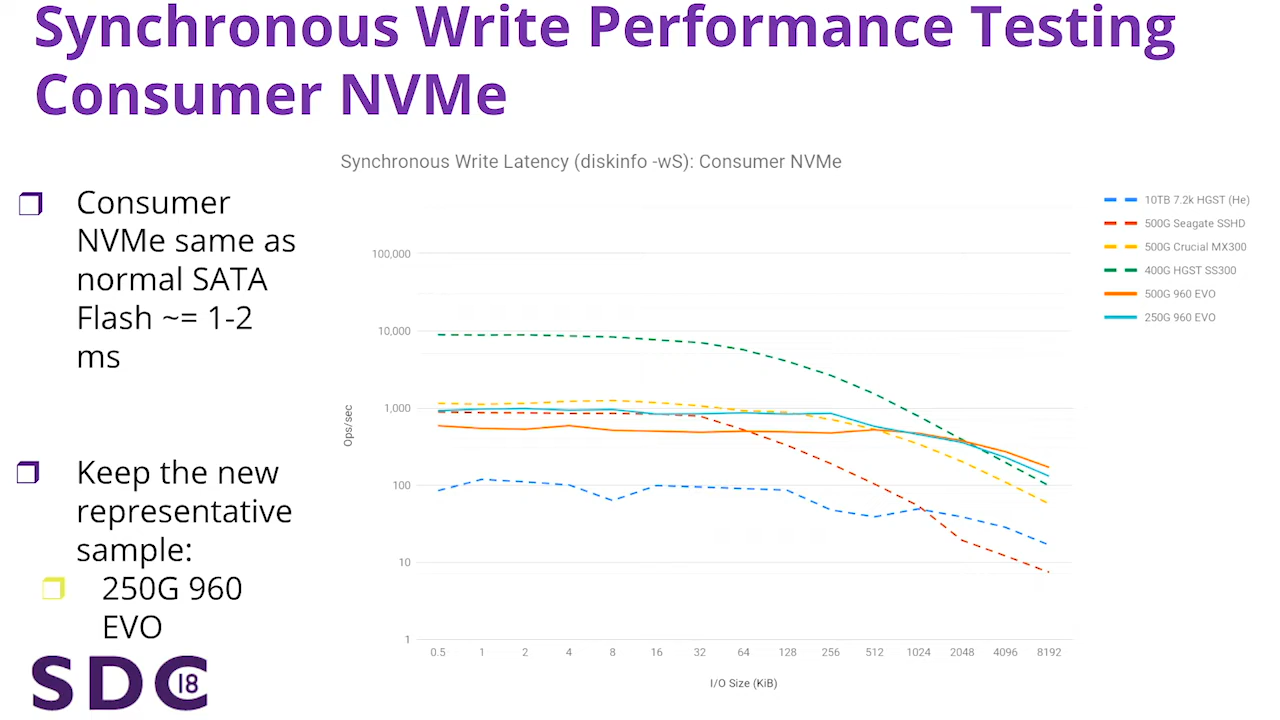 Synchronous Write Performance Testing
Consumer NVMe
Consumer
NVMe same as
normal SATA
Flash ~= 1-2
ms
Keep the new
representative
sample:
250G 960
EVO
SDC 18
Synchronous Write Latency (diskinfo -wS): Consumer NVMe
Ops/sec
100,000
10,000
1,000
100
10
1
0.5 1 2 4 8 16 32 64 128 256 512 1024 2048 4096 8192
I/O Size (KiB)
10TB 7.2k HGST (He)
500G Seagate SSHD
500G Crucial MX300
400G HGST SS300
500G 960 EVO
250G 960 EVO